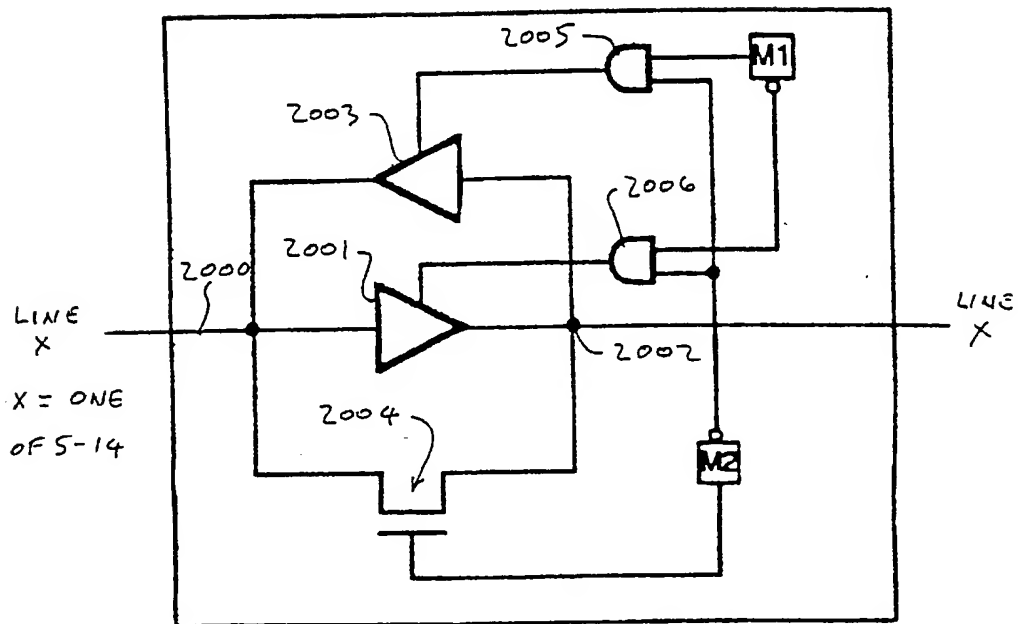 2005
M1
2003
2006
2001
2000
LINE
X
LINE
X
2002
X = ONE
OF 5-14
2004
M2